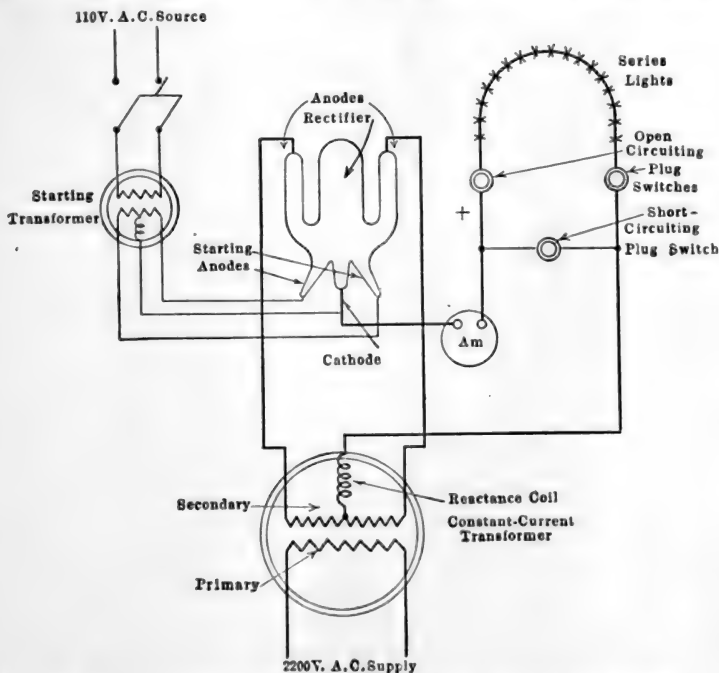 110V. A.C. Source
Series
Lights
Anodes
Rectifier
Open
Circuiting
Plug
Switches
Starting
Transformer
+
Short-
Circuiting
Plug Switch
Starting
Anodes
Am
Cathode
Secondary
Reactance Coil
Constant-Current
Transformer
Primary
2200V. A.C. Supply